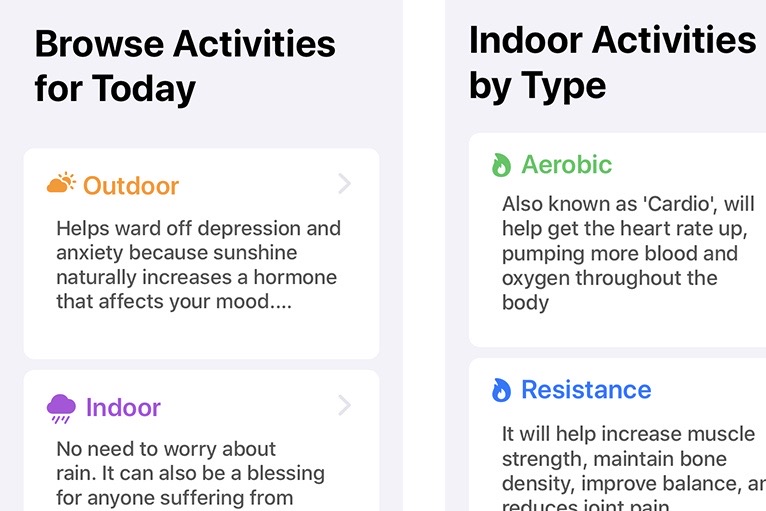 Browse Activities
for Today
Outdoor
Helps ward off depression and
anxiety because sunshine
naturally increases a hormone
that affects your mood....
Indoor
No need to worry about
rain. It can also be a blessing
for anyone suffering from
Indoor Activities
by Type
Aerobic
Also known as 'Cardio', will
help get the heart rate up,
pumping more blood and
oxygen throughout the
body
Resistance
It will help increase muscle
strength, maintain bone
density, improve balance,
reduces joint pain